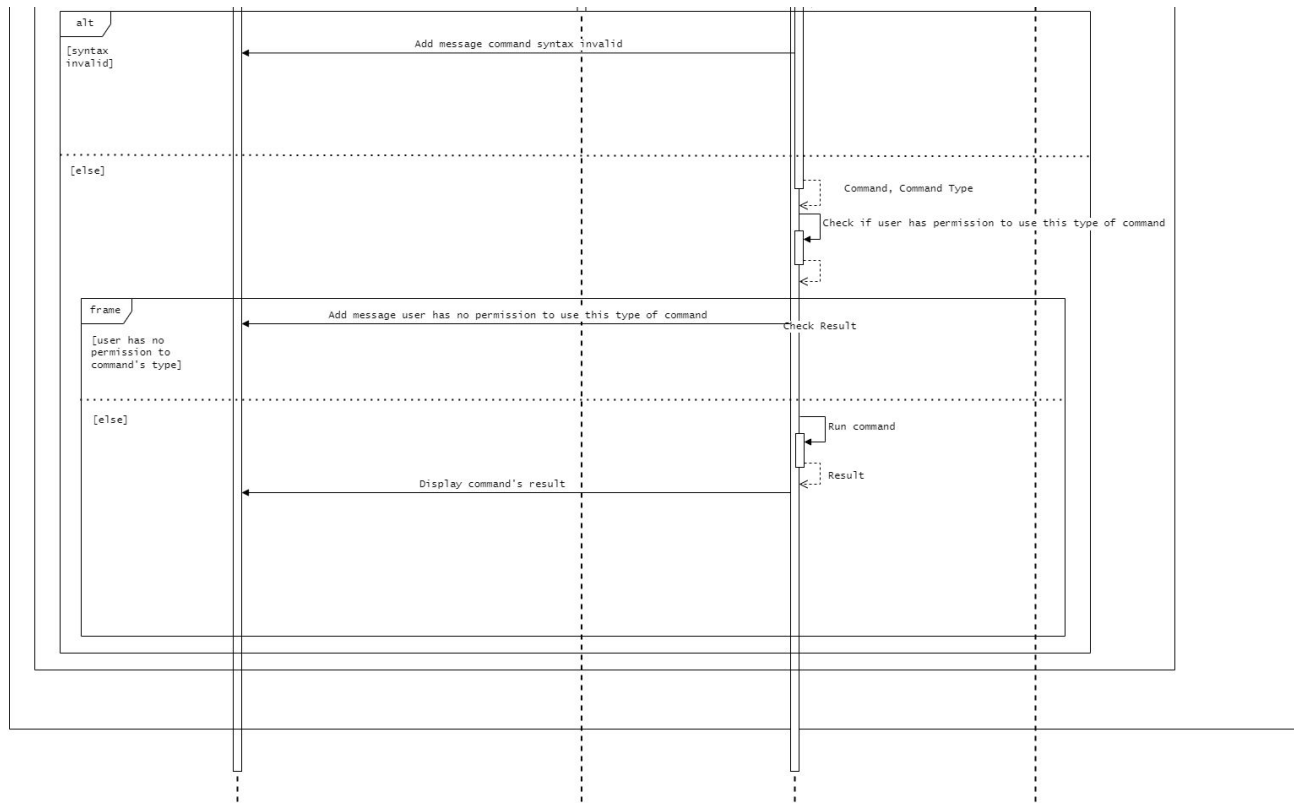 alt
Add message command syntax invalid
[syntax
invalid]
[else]
Command, Command Type
Check if user has permission to use this type of command
frame
Add message user has no permission to use this type of command
Check Result
[user has no
permission to
command's type]
[else]
Run command
Result
Display command's result